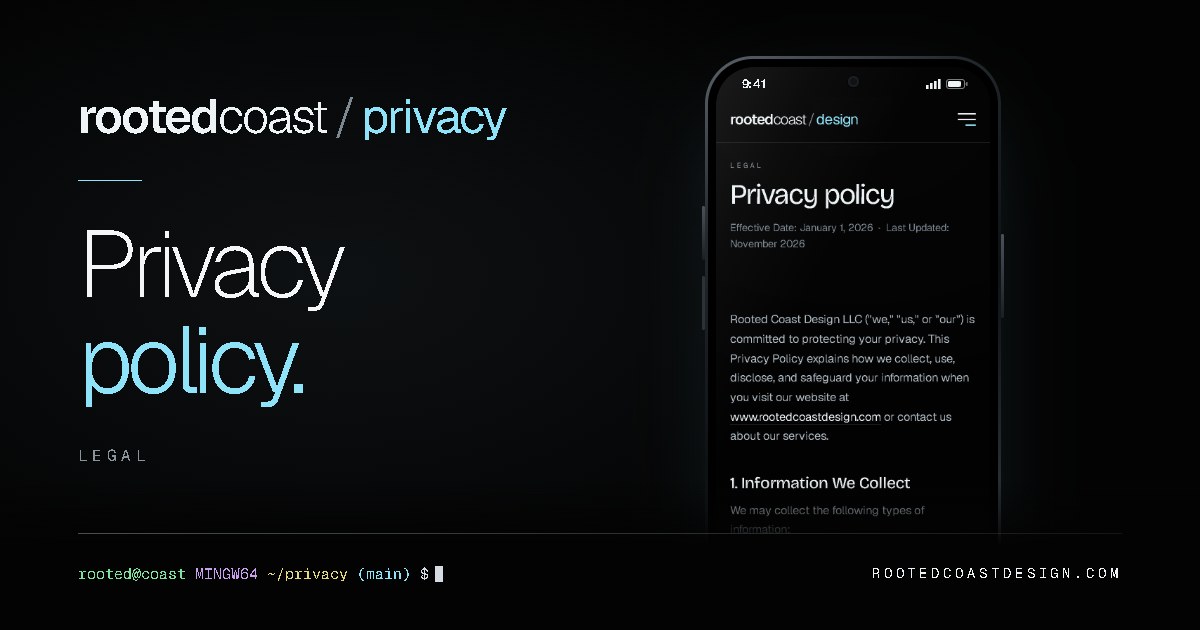 rootedcoast / privacy
Privacy
policy.
LEGAL
9:41
rootedcoast / design
LEGAL
Privacy policy
Effective Date: January 1, 2026 · Last Updated:
November 2026
Rooted Coast Design LLC ("we," "us," or "our") is
committed to protecting your privacy. This
Privacy Policy explains how we collect, use,
disclose, and safeguard your information when
you visit our website at
www.rootedcoastdesign.com or contact us
about our services.
1. Information We Collect
We may collect the following types of
information:
rooted@coast MINGW64 ~/privacy (main) $
ROOTEDCOASTDESIGN.COM